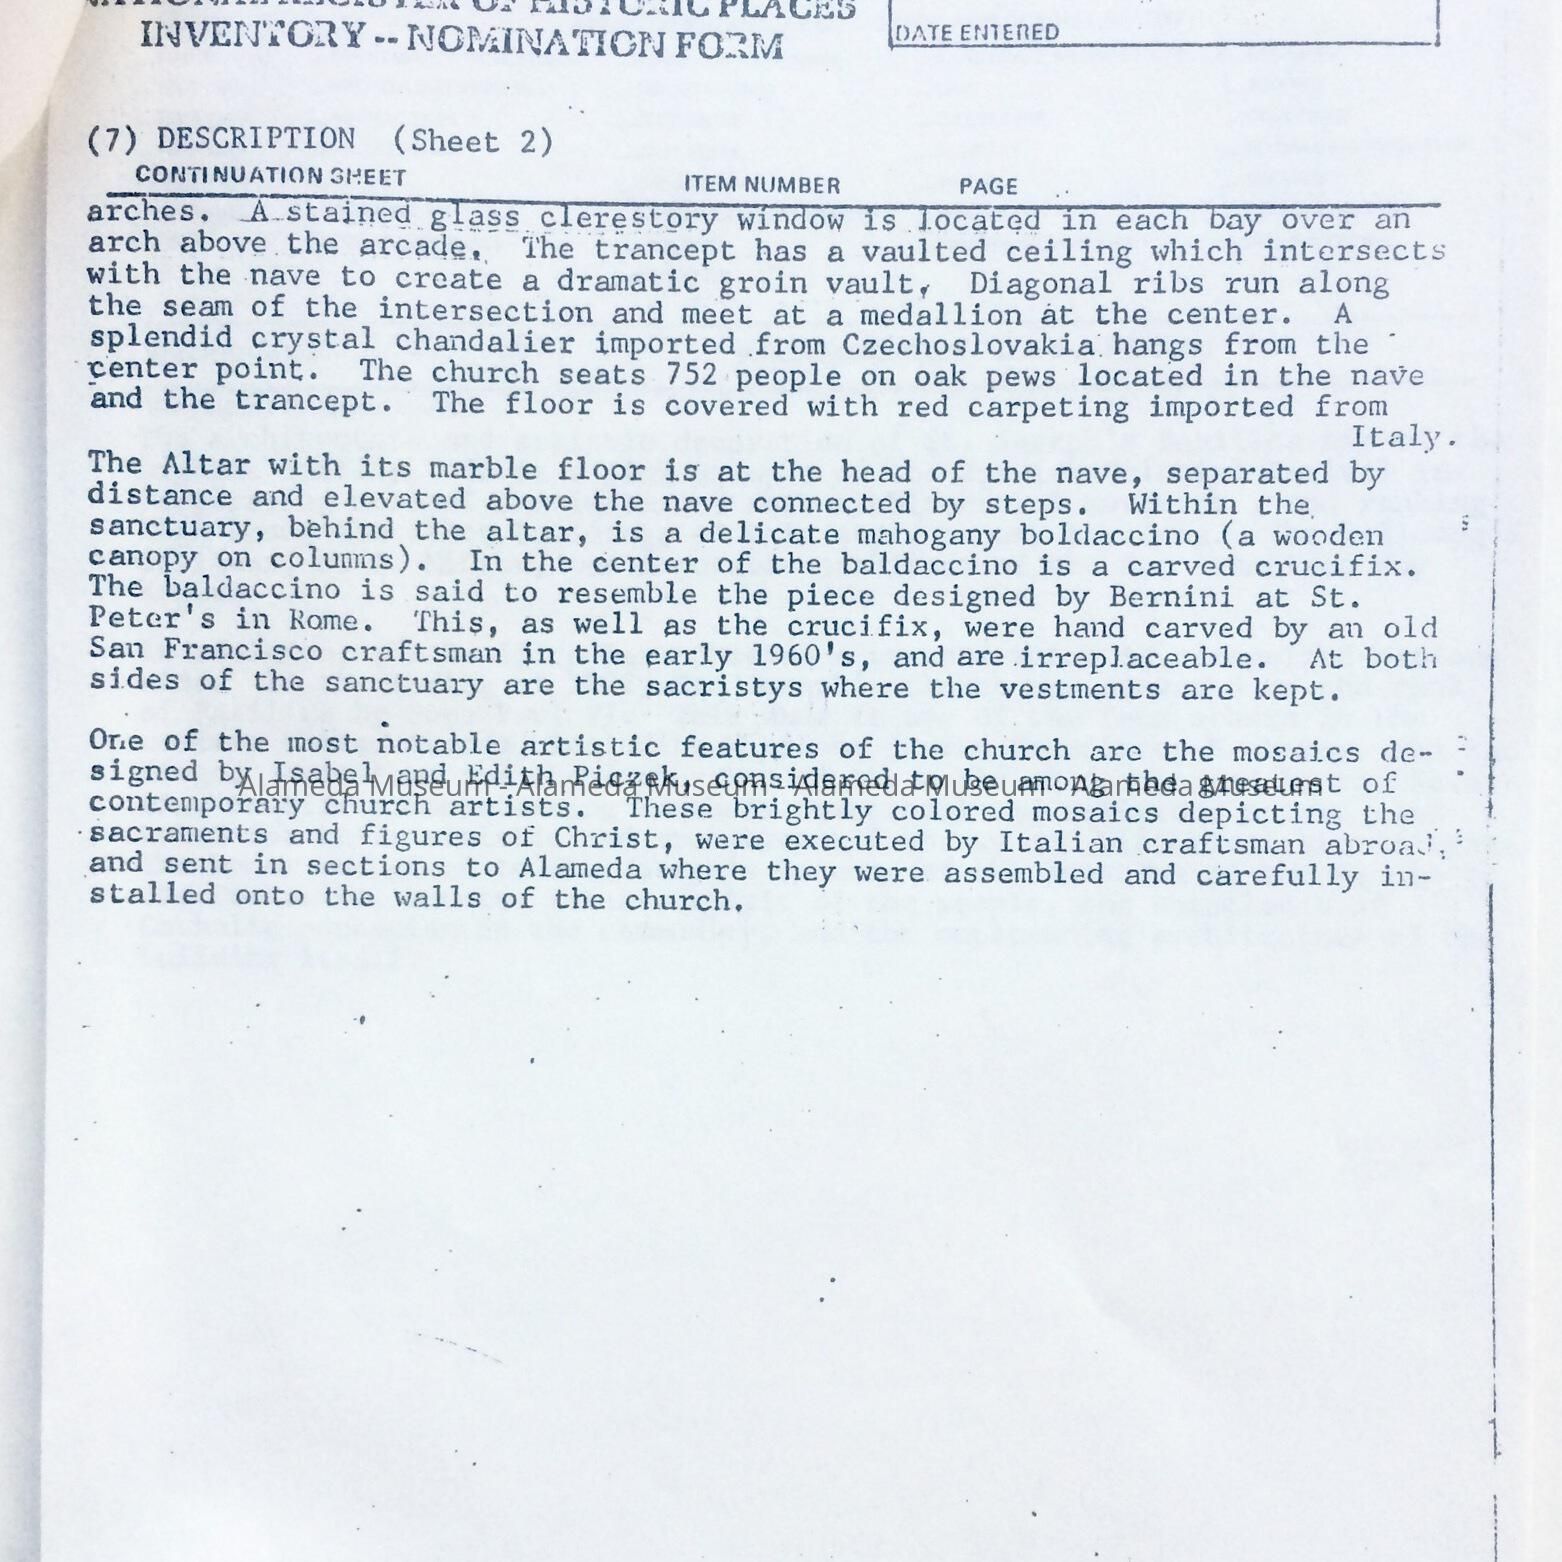 NATIONAL REGISTER OF HISTORIC PLACES
INVENTORY -- NOMINATION FORM
DATE ENTERED
(7) DESCRIPTION (Sheet 2)
CONTINUATION SHEET ITEM NUMBER PAGE
arches. A stained glass clerestory window is located in each bay over an
arch above the arcade. The trancept has a vaulted ceiling which intersects
with the nave to create a dramatic groin vault. Diagonal ribs run along
the seam of the intersection and meet at a medallion at the center. A
splendid crystal chandalier imported from Czechoslovakia hangs from the
center point. The church seats 752 people on oak pews located in the nave
and the trancept. The floor is covered with red carpeting imported from
Italy.
The Altar with its marble floor is at the head of the nave, separated by
distance and elevated above the nave connected by steps. Within the
sanctuary, behind the altar, is a delicate mahogany boldaccino (a wooden
canopy on columns). In the center of the baldaccino is a carved crucifix.
The baldaccino is said to resemble the piece designed by Bernini at St.
Peter's in Rome. This, as well as the crucifix, were hand carved by an old
San Francisco craftsman in the early 1960's, and are irreplaceable. At both
sides of the sanctuary are the sacristys where the vestments are kept.
One of the most notable artistic features of the church are the mosaics de-
signed by Isabel and Edith Piczek, considered to be among the greatest of
Alameda Museum - Alameda Museum - Alameda Museum - Alameda Museum
contemporary church artists. These brightly colored mosaics depicting the
sacraments and figures of Christ, were executed by Italian craftsman abroad,
and sent in sections to Alameda where they were assembled and carefully in-
stalled onto the walls of the church.